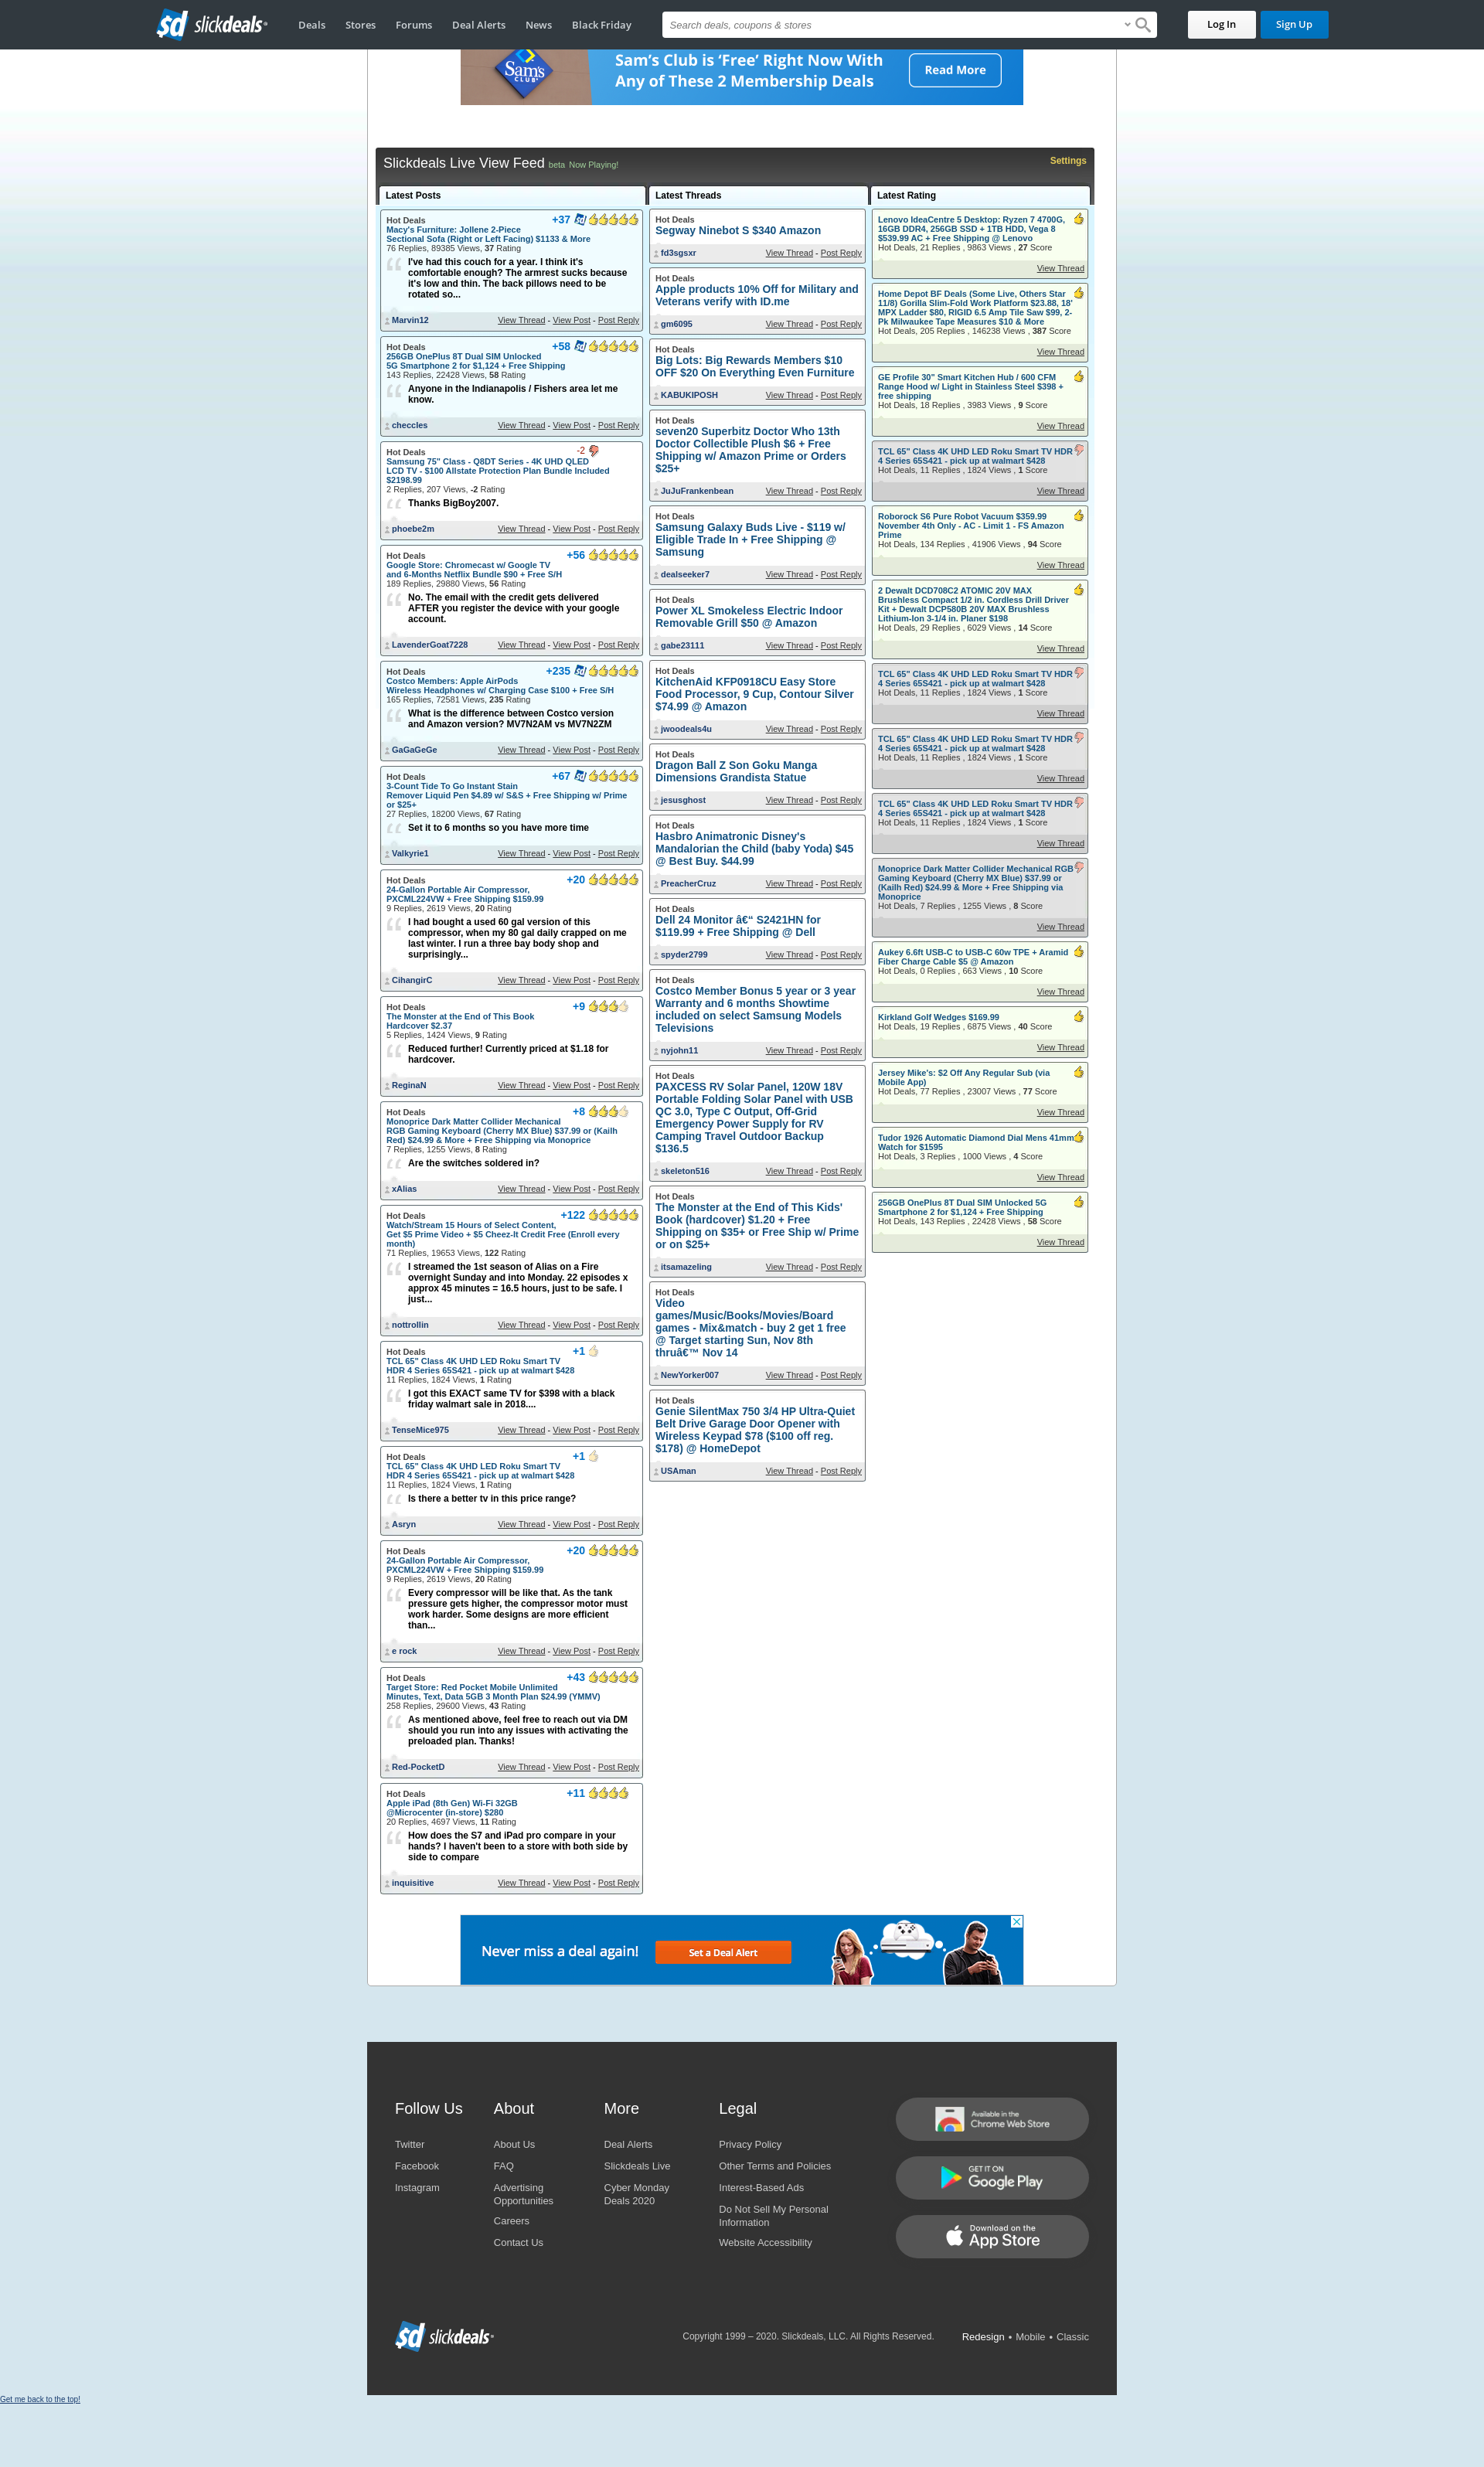 slickdeals
Deals
Stores
Forums
Deal Alerts
News
Black Friday
Search deals, coupons & stores
Log In
Sign Up
Sam's CLUB
Sam's Club is 'Free' Right Now With
Any of These 2 Membership Deals
Read More
Slickdeals Live View Feed beta Now Playing!
Settings
Latest Posts
Hot Deals
+37
Macy's Furniture: Jollene 2-Piece
Sectional Sofa (Right or Left Facing) $1133 & More
76 Replies, 89385 Views, 37 Rating
I've had this couch for a year. I think it's
comfortable enough? The armrest sucks because
it's low and thin. The back pillows need to be
rotated so...
Marvin12
View Thread - View Post - Post Reply
Hot Deals
+58
256GB OnePlus 8T Dual SIM Unlocked
5G Smartphone 2 for $1,124 + Free Shipping
143 Replies, 22428 Views, 58 Rating
Anyone in the Indianapolis / Fishers area let me
know.
checcles
View Thread - View Post - Post Reply
Hot Deals
-2
Samsung 75" Class - Q8DT Series - 4K UHD QLED
LCD TV - $100 Allstate Protection Plan Bundle Included
$2198.99
2 Replies, 207 Views, -2 Rating
Thanks BigBoy2007.
phoebe2m
View Thread - View Post - Post Reply
Hot Deals
+56
Google Store: Chromecast w/ Google TV
and 6-Months Netflix Bundle $90 + Free S/H
189 Replies, 29880 Views, 56 Rating
No. The email with the credit gets delivered
AFTER you register the device with your google
account.
LavenderGoat7228
View Thread - View Post - Post Reply
Hot Deals
+235
Costco Members: Apple AirPods
Wireless Headphones w/ Charging Case $100 + Free S/H
165 Replies, 72581 Views, 235 Rating
What is the difference between Costco version
and Amazon version? MV7N2AM vs MV7N2ZM
GaGaGeGe
View Thread - View Post - Post Reply
Hot Deals
+67
3-Count Tide To Go Instant Stain
Remover Liquid Pen $4.89 w/ S&S + Free Shipping w/ Prime
or $25+
27 Replies, 18200 Views, 67 Rating
Set it to 6 months so you have more time
Valkyrie1
View Thread - View Post - Post Reply
Hot Deals
+20
24-Gallon Portable Air Compressor,
PXCML224VW + Free Shipping $159.99
9 Replies, 2619 Views, 20 Rating
I had bought a used 60 gal version of this
compressor, when my 80 gal daily crapped on me
last winter. I run a three bay body shop and
surprisingly...
CihangirC
View Thread - View Post - Post Reply
Hot Deals
+9
The Monster at the End of This Book
Hardcover $2.37
5 Replies, 1424 Views, 9 Rating
Reduced further! Currently priced at $1.18 for
hardcover.
ReginaN
View Thread - View Post - Post Reply
Hot Deals
+8
Monoprice Dark Matter Collider Mechanical
RGB Gaming Keyboard (Cherry MX Blue) $37.99 or (Kailh
Red) $24.99 & More + Free Shipping via Monoprice
7 Replies, 1255 Views, 8 Rating
Are the switches soldered in?
xAlias
View Thread - View Post - Post Reply
Hot Deals
+122
Watch/Stream 15 Hours of Select Content,
Get $5 Prime Video + $5 Cheez-It Credit Free (Enroll every
month)
71 Replies, 19653 Views, 122 Rating
I streamed the 1st season of Alias on a Fire
overnight Sunday and into Monday. 22 episodes x
approx 45 minutes = 16.5 hours, just to be safe. I
just...
nottrollin
View Thread - View Post - Post Reply
Hot Deals
+1
TCL 65" Class 4K UHD LED Roku Smart TV
HDR 4 Series 65S421 - pick up at walmart $428
11 Replies, 1824 Views, 1 Rating
I got this EXACT same TV for $398 with a black
friday walmart sale in 2018....
TenseMice975
View Thread - View Post - Post Reply
Hot Deals
+1
TCL 65" Class 4K UHD LED Roku Smart TV
HDR 4 Series 65S421 - pick up at walmart $428
11 Replies, 1824 Views, 1 Rating
Is there a better tv in this price range?
Asryn
View Thread - View Post - Post Reply
Hot Deals
+20
24-Gallon Portable Air Compressor,
PXCML224VW + Free Shipping $159.99
9 Replies, 2619 Views, 20 Rating
Every compressor will be like that. As the tank
pressure gets higher, the compressor motor must
work harder. Some designs are more efficient
than...
e rock
View Thread - View Post - Post Reply
Hot Deals
+43
Target Store: Red Pocket Mobile Unlimited
Minutes, Text, Data 5GB 3 Month Plan $24.99 (YMMV)
258 Replies, 29600 Views, 43 Rating
As mentioned above, feel free to reach out via DM
should you run into any issues with activating the
preloaded plan. Thanks!
Red-PocketD
View Thread - View Post - Post Reply
Hot Deals
+11
Apple iPad (8th Gen) Wi-Fi 32GB
@Microcenter (in-store) $280
20 Replies, 4697 Views, 11 Rating
How does the S7 and iPad pro compare in your
hands? I haven't been to a store with both side by
side to compare
inquisitive
View Thread - View Post - Post Reply
Latest Threads
Hot Deals
Segway Ninebot S $340 Amazon
fd3sgsxr
View Thread - Post Reply
Hot Deals
Apple products 10% Off for Military and
Veterans verify with ID.me
gm6095
View Thread - Post Reply
Hot Deals
Big Lots: Big Rewards Members $10
OFF $20 On Everything Even Furniture
KABUKIPOSH
View Thread - Post Reply
Hot Deals
seven20 Superbitz Doctor Who 13th
Doctor Collectible Plush $6 + Free
Shipping w/ Amazon Prime or Orders
$25+
JuJuFrankenbean
View Thread - Post Reply
Hot Deals
Samsung Galaxy Buds Live - $119 w/
Eligible Trade In + Free Shipping @
Samsung
dealseeker7
View Thread - Post Reply
Hot Deals
Power XL Smokeless Electric Indoor
Removable Grill $50 @ Amazon
gabe23111
View Thread - Post Reply
Hot Deals
KitchenAid KFP0918CU Easy Store
Food Processor, 9 Cup, Contour Silver
$74.99 @ Amazon
jwoodeals4u
View Thread - Post Reply
Hot Deals
Dragon Ball Z Son Goku Manga
Dimensions Grandista Statue
jesusghost
View Thread - Post Reply
Hot Deals
Hasbro Animatronic Disney's
Mandalorian the Child (baby Yoda) $45
@ Best Buy. $44.99
PreacherCruz
View Thread - Post Reply
Hot Deals
Dell 24 Monitor â€“ S2421HN for
$119.99 + Free Shipping @ Dell
spyder2799
View Thread - Post Reply
Hot Deals
Costco Member Bonus 5 year or 3 year
Warranty and 6 months Showtime
included on select Samsung Models
Televisions
nyjohn11
View Thread - Post Reply
Hot Deals
PAXCESS RV Solar Panel, 120W 18V
Portable Folding Solar Panel with USB
QC 3.0, Type C Output, Off-Grid
Emergency Power Supply for RV
Camping Travel Outdoor Backup
$136.5
skeleton516
View Thread - Post Reply
Hot Deals
The Monster at the End of This Kids'
Book (hardcover) $1.20 + Free
Shipping on $35+ or Free Ship w/ Prime
or on $25+
itsamazeling
View Thread - Post Reply
Hot Deals
Video
games/Music/Books/Movies/Board
games - Mix&match - buy 2 get 1 free
@ Target starting Sun, Nov 8th
thruâ€™ Nov 14
NewYorker007
View Thread - Post Reply
Hot Deals
Genie SilentMax 750 3/4 HP Ultra-Quiet
Belt Drive Garage Door Opener with
Wireless Keypad $78 ($100 off reg.
$178) @ HomeDepot
USAman
View Thread - Post Reply
Latest Rating
Lenovo IdeaCentre 5 Desktop: Ryzen 7 4700G,
16GB DDR4, 256GB SSD + 1TB HDD, Vega 8
$539.99 AC + Free Shipping @ Lenovo
Hot Deals, 21 Replies , 9863 Views , 27 Score
View Thread
Home Depot BF Deals (Some Live, Others Star
11/8) Gorilla Slim-Fold Work Platform $23.88, 18'
MPX Ladder $80, RIGID 6.5 Amp Tile Saw $99, 2-
Pk Milwaukee Tape Measures $10 & More
Hot Deals, 205 Replies , 146238 Views , 387 Score
View Thread
GE Profile 30" Smart Kitchen Hub / 600 CFM
Range Hood w/ Light in Stainless Steel $398 +
free shipping
Hot Deals, 18 Replies , 3983 Views , 9 Score
View Thread
TCL 65" Class 4K UHD LED Roku Smart TV HDR
4 Series 65S421 - pick up at walmart $428
Hot Deals, 11 Replies , 1824 Views , 1 Score
View Thread
Roborock S6 Pure Robot Vacuum $359.99
November 4th Only - AC - Limit 1 - FS Amazon
Prime
Hot Deals, 134 Replies , 41906 Views , 94 Score
View Thread
2 Dewalt DCD708C2 ATOMIC 20V MAX
Brushless Compact 1/2 in. Cordless Drill Driver
Kit + Dewalt DCP580B 20V MAX Brushless
Lithium-Ion 3-1/4 in. Planer $198
Hot Deals, 29 Replies , 6029 Views , 14 Score
View Thread
TCL 65" Class 4K UHD LED Roku Smart TV HDR
4 Series 65S421 - pick up at walmart $428
Hot Deals, 11 Replies , 1824 Views , 1 Score
View Thread
TCL 65" Class 4K UHD LED Roku Smart TV HDR
4 Series 65S421 - pick up at walmart $428
Hot Deals, 11 Replies , 1824 Views , 1 Score
View Thread
TCL 65" Class 4K UHD LED Roku Smart TV HDR
4 Series 65S421 - pick up at walmart $428
Hot Deals, 11 Replies , 1824 Views , 1 Score
View Thread
Monoprice Dark Matter Collider Mechanical RGB
Gaming Keyboard (Cherry MX Blue) $37.99 or
(Kailh Red) $24.99 & More + Free Shipping via
Monoprice
Hot Deals, 7 Replies , 1255 Views , 8 Score
View Thread
Aukey 6.6ft USB-C to USB-C 60w TPE + Aramid
Fiber Charge Cable $5 @ Amazon
Hot Deals, 0 Replies , 663 Views , 10 Score
View Thread
Kirkland Golf Wedges $169.99
Hot Deals, 19 Replies , 6875 Views , 40 Score
View Thread
Jersey Mike's: $2 Off Any Regular Sub (via
Mobile App)
Hot Deals, 77 Replies , 23007 Views , 77 Score
View Thread
Tudor 1926 Automatic Diamond Dial Mens 41mm
Watch for $1595
Hot Deals, 3 Replies , 1000 Views , 4 Score
View Thread
256GB OnePlus 8T Dual SIM Unlocked 5G
Smartphone 2 for $1,124 + Free Shipping
Hot Deals, 143 Replies , 22428 Views , 58 Score
View Thread
Never miss a deal again!
Set a Deal Alert
Follow Us
Twitter
Facebook
Instagram
About
About Us
FAQ
Advertising
Opportunities
Careers
Contact Us
More
Deal Alerts
Slickdeals Live
Cyber Monday
Deals 2020
Legal
Privacy Policy
Other Terms and Policies
Interest-Based Ads
Do Not Sell My Personal
Information
Website Accessibility
Available in the
Chrome Web Store
GET IT ON
Google Play
Download on the
App Store
slickdeals
Copyright 1999 – 2020. Slickdeals, LLC. All Rights Reserved.
Redesign • Mobile • Classic
Get me back to the top!